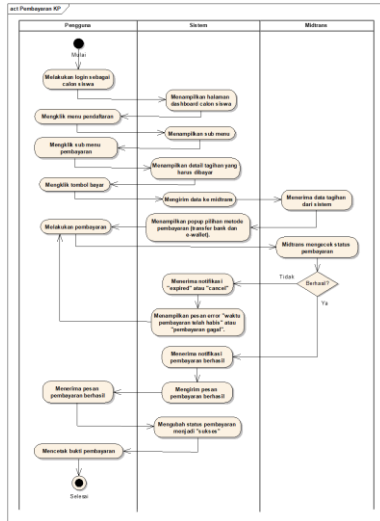 act Pembayaran KP
Pengguna
Sistem
Midtrans
Mulai
Melakukan login sebagai
calon siswa
Menampilkan halaman
dashboard calon siswa
Mengklik menu pendaftaran
Menampilkan sub menu
Mengklik sub menu
pembayaran
Menampilkan detail tagihan yang
harus dibayar
Mengklik tombol bayar
Mengirim data ke midtrans
Menerima data tagihan
dari sistem
Menampilkan popup pilihan metode
pembayaran (transfer bank dan
e-wallet).
Melakukan pembayaran
Midtrans mengecek status
pembayaran
Tidak
Berhasil?
Ya
Menerima notifikasi
"expired" atau "cancel"
Menampilkan pesan error "waktu
pembayaran telah habis" atau
"pembayaran gagal".
Menerima notifikasi
pembayaran berhasil
Mengirim pesan
pembayaran berhasil
Menerima pesan
pembayaran berhasil
Mengubah status pembayaran
menjadi "sukses"
Mencetak bukti pembayaran
Selesai